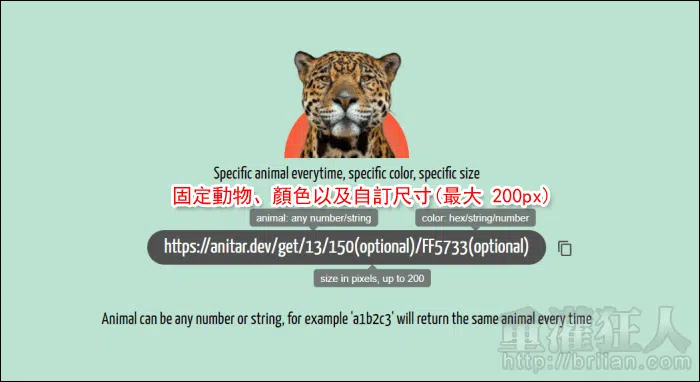 Specific animal everytime, specific color, specific size
固定動物、顏色以及自訂尺寸(最大 200px)
animal: any number/string
color: hex/string/number
https://anitar.dev/get/13/150(optional)/FF5733(optional)
size in pixels, up to 200
Animal can be any number or string, for example 'a1b2c3' will return the same animal every time
重灌狂人
http://briian.com